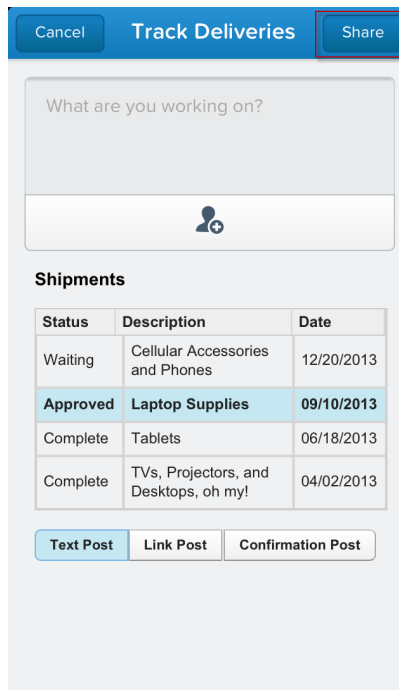 Cancel Track Deliveries Share
What are you working on?
Shipments
Status Description Date
Waiting Cellular Accessories and Phones 12/20/2013
Approved Laptop Supplies 09/10/2013
Complete Tablets 06/18/2013
Complete TVs, Projectors, and Desktops, oh my! 04/02/2013
Text Post Link Post Confirmation Post